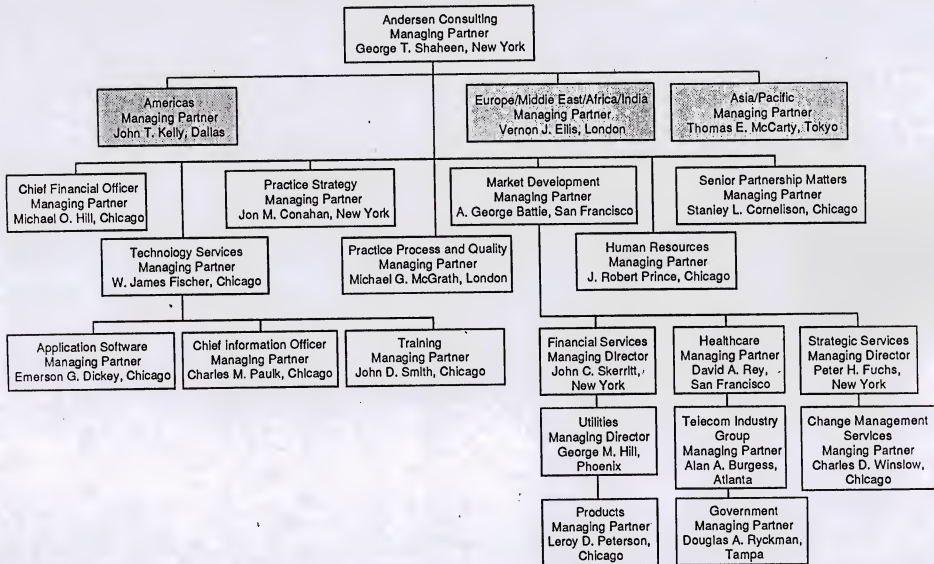 Andersen Consulting
Managing Partner
George T. Shaheen, New York
Americas
Managing Partner
John T. Kelly, Dallas
Europe/Middle East/Africa/India
Managing Partner
Vernon J. Ellis, London
Asia/Pacific
Managing Partner
Thomas E. McCarty, Tokyo
Chief Financial Officer
Managing Partner
Michael O. Hill, Chicago
Practice Strategy
Managing Partner
Jon M. Conahan, New York
Market Development
Managing Partner
A. George Battle, San Francisco
Senior Partnership Matters
Managing Partner
Stanley L. Cornelison, Chicago
Technology Services
Managing Partner
W. James Fischer, Chicago
Practice Process and Quality
Managing Partner
Michael G. McGrath, London
Human Resources
Managing Partner
J. Robert Prince, Chicago
Application Software
Managing Partner
Emerson G. Dickey, Chicago
Chief Information Officer
Managing Partner
Charles M. Paulk, Chicago
Training
Managing Partner
John D. Smith, Chicago
Financial Services
Managing Director
John C. Skerritt,
New York
Healthcare
Managing Partner
David A. Rey,
San Francisco
Strategic Services
Managing Director
Peter H. Fuchs,
New York
Utilities
Managing Director
George M. Hill,
Phoenix
Telecom Industry
Group
Managing Partner
Alan A. Burgess,
Atlanta
Change Management
Services
Manging Partner
Charles D. Winslow,
Chicago
Products
Managing Partner
Leroy D. Peterson,
Chicago
Government
Managing Partner
Douglas A. Ryckman,
Tampa